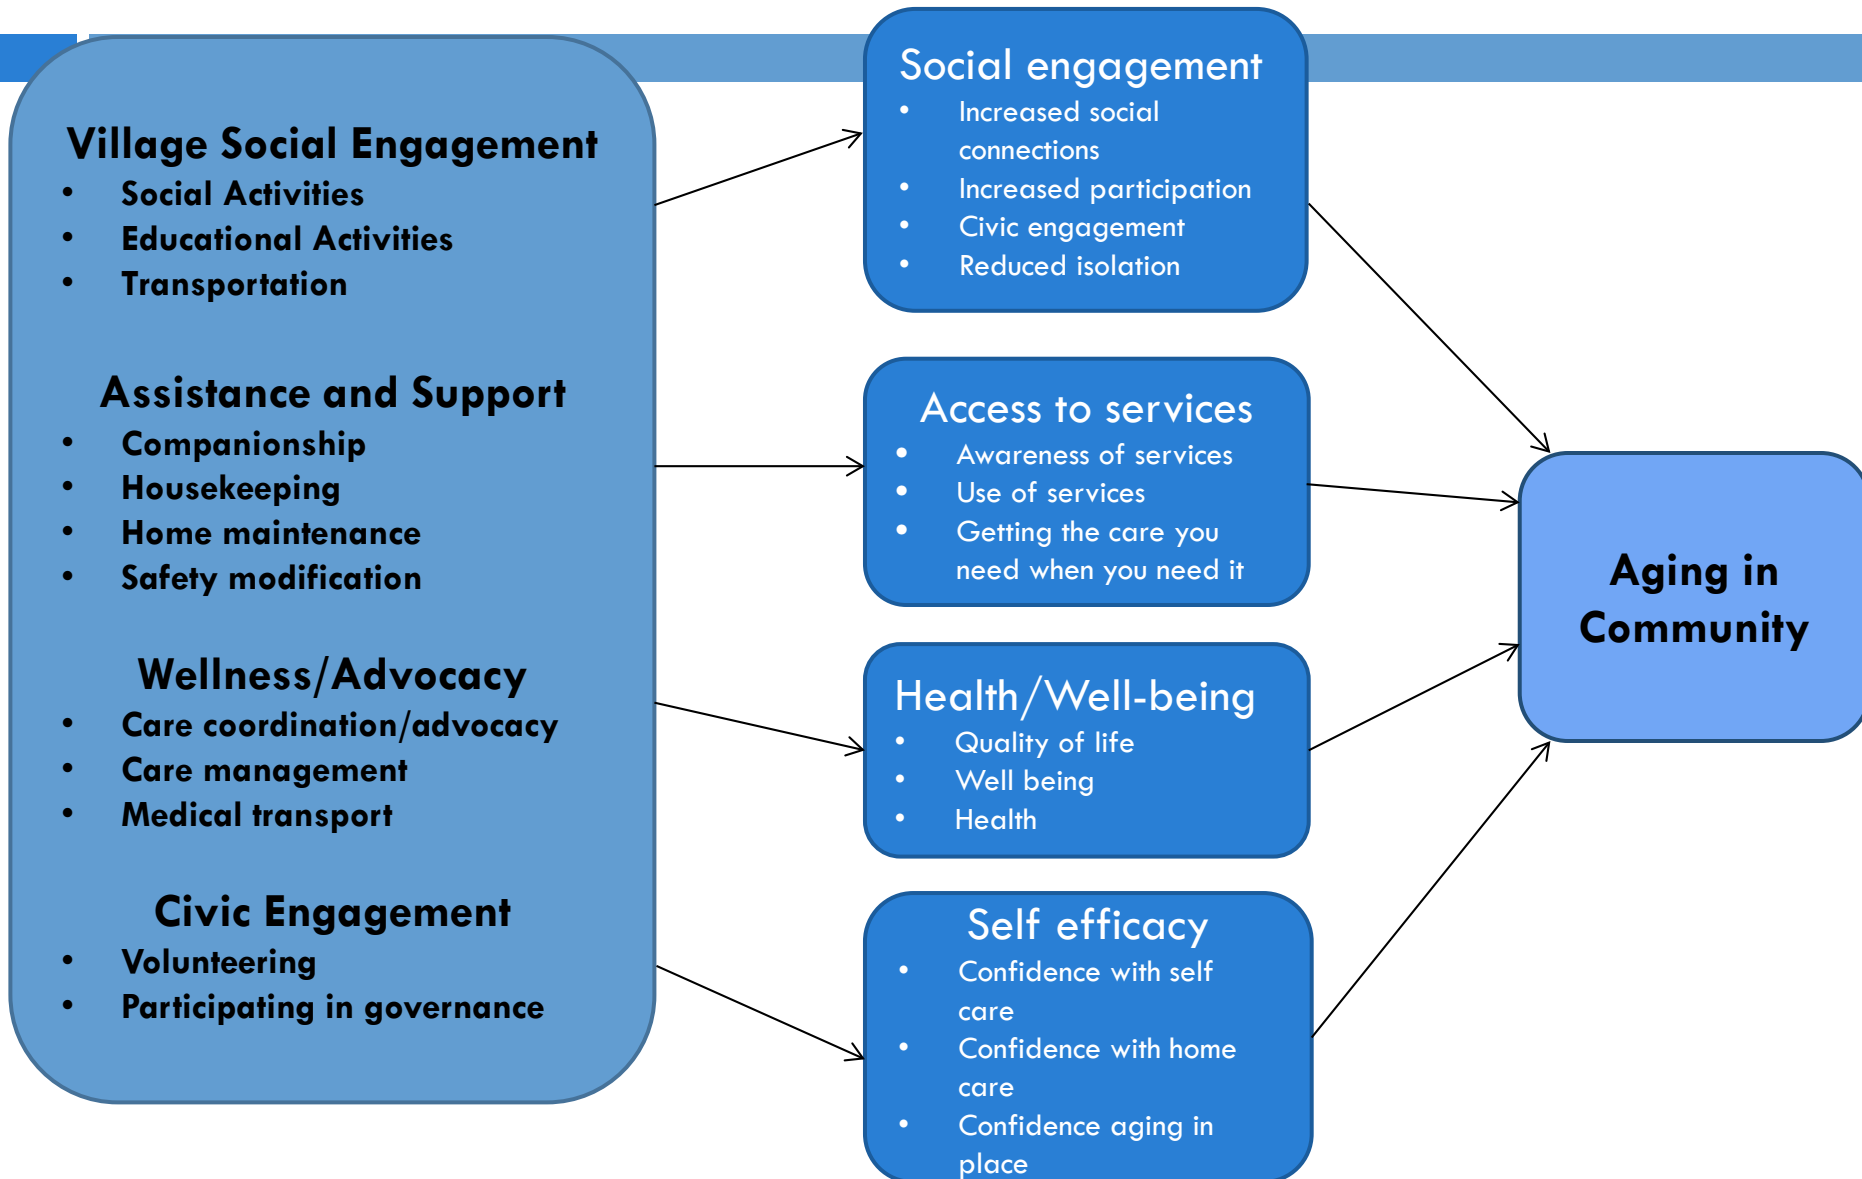 Village Social Engagement
• Social Activities
• Educational Activities
• Transportation
Assistance and Support
• Companionship
• Housekeeping
• Home maintenance
• Safety modification
Wellness/Advocacy
• Care coordination/advocacy
• Care management
• Medical transport
Civic Engagement
• Volunteering
• Participating in governance
Social engagement
• Increased social
connections
• Increased participation
• Civic engagement
• Reduced isolation
Access to services
• Awareness of services
• Use of services
• Getting the care you
need when you need it
Health/Well-being
• Quality of life
• Well being
• Health
Self efficacy
• Confidence with self
care
• Confidence with home
care
• Confidence aging in
place
Aging in
Community